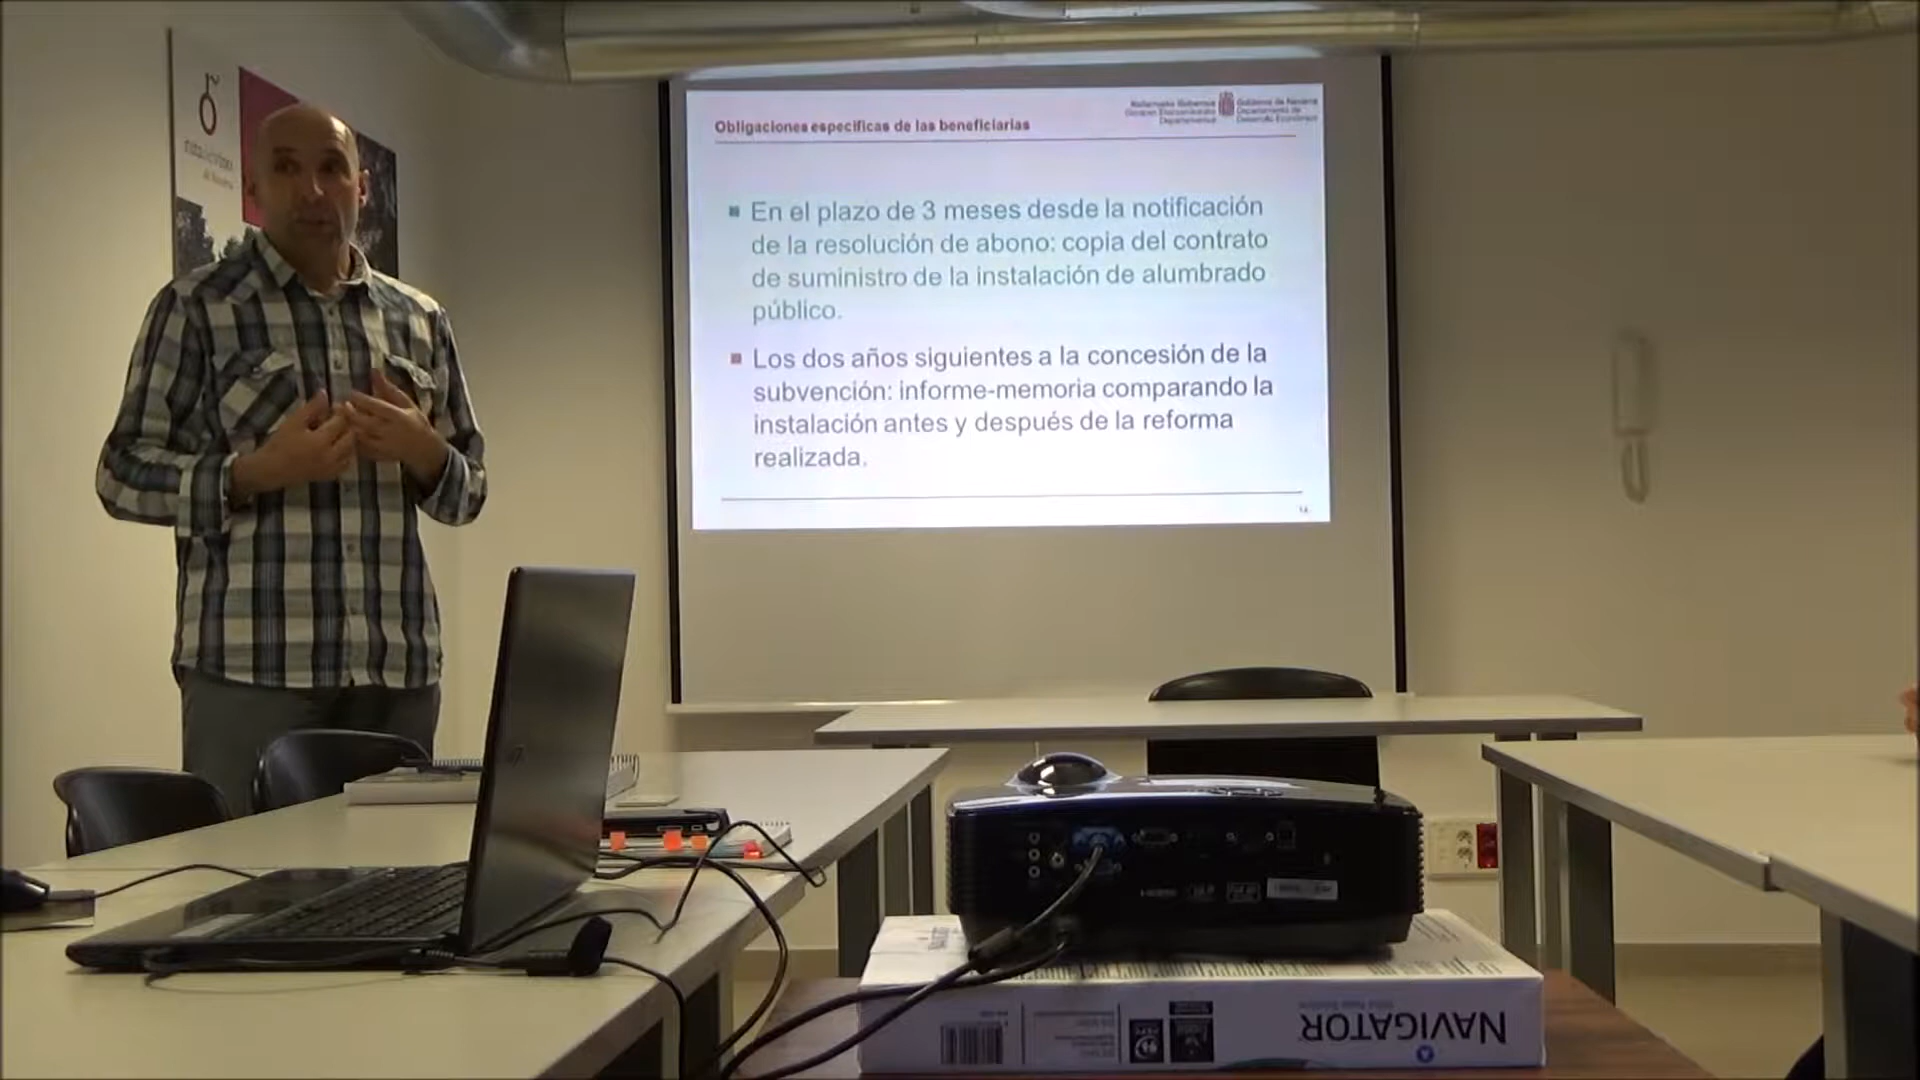 Obligaciones específicas de las beneficiarias
Gobierno de Navarra
Departamento de
Desarrollo Económico
En el plazo de 3 meses desde la notificación
de la resolución de abono: copia del contrato
de suministro de la instalación de alumbrado
público.
Los dos años siguientes a la concesión de la
subvención: informe-memoria comparando la
instalación antes y después de la reforma
realizada.
NAVIGATOR